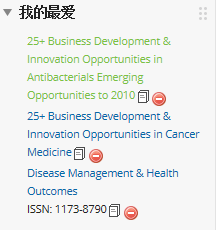 我的最爱
25+ Business Development &
Innovation Opportunities in
Antibacterials Emerging
Opportunities to 2010
25+ Business Development &
Innovation Opportunities in Cancer
Medicine
Disease Management & Health
Outcomes
ISSN: 1173-8790